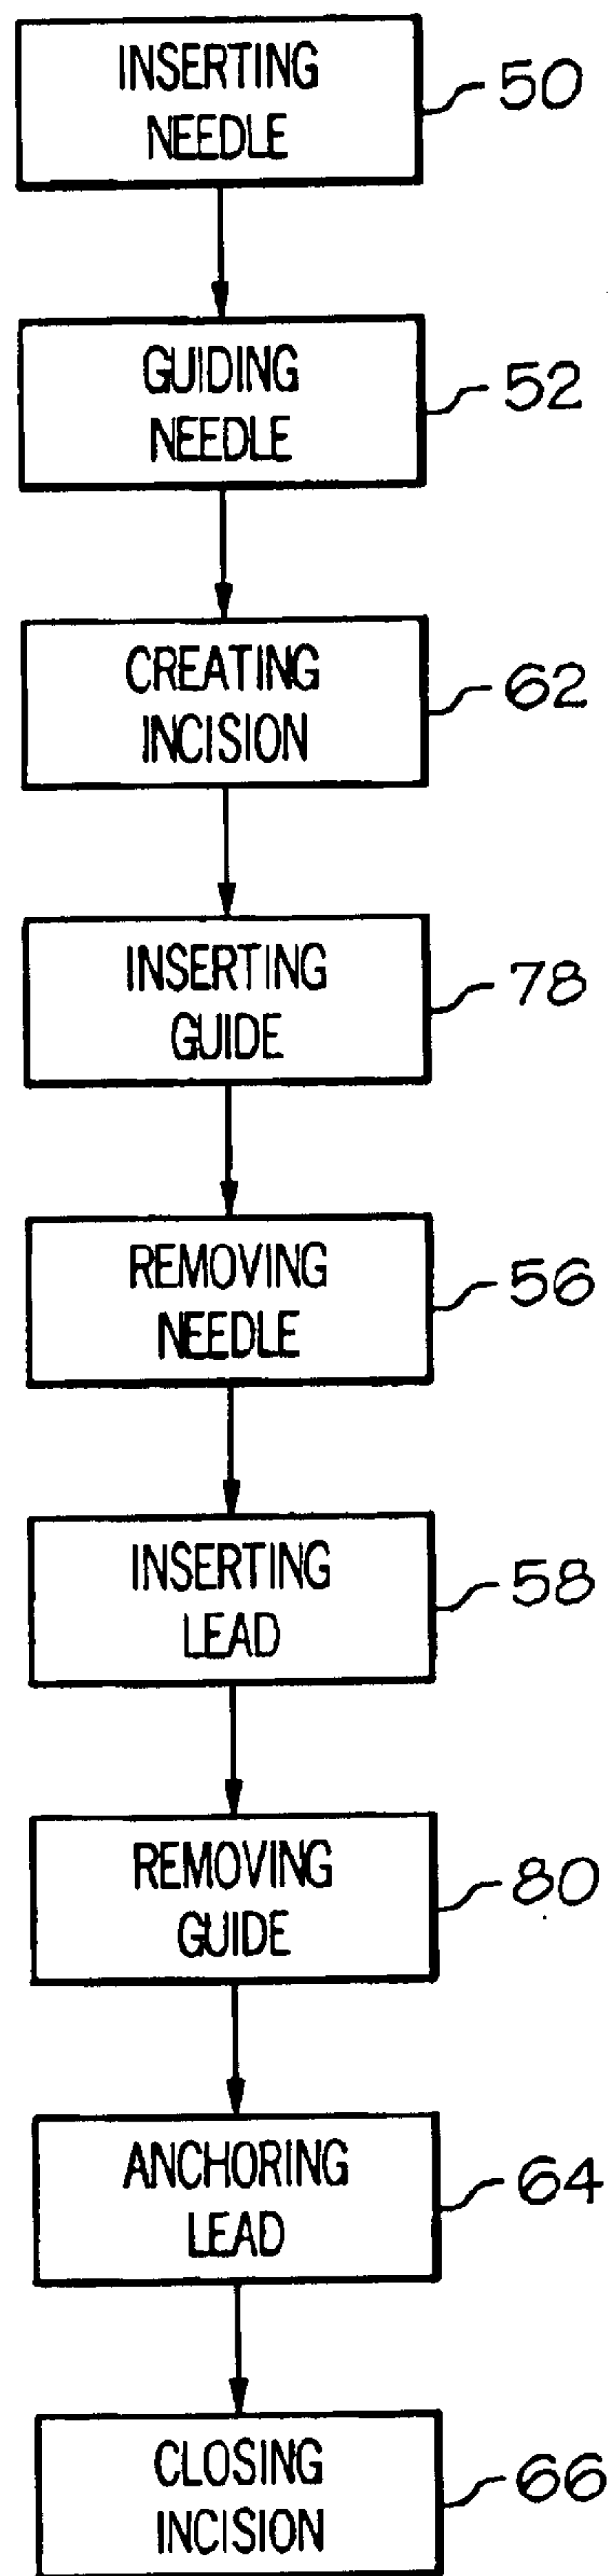 INSERTING
NEEDLE
50
GUIDING
NEEDLE
52
CREATING
INCISION
62
INSERTING
GUIDE
78
REMOVING
NEEDLE
56
INSERTING
LEAD
58
REMOVING
GUIDE
80
ANCHORING
LEAD
64
CLOSING
INCISION
66